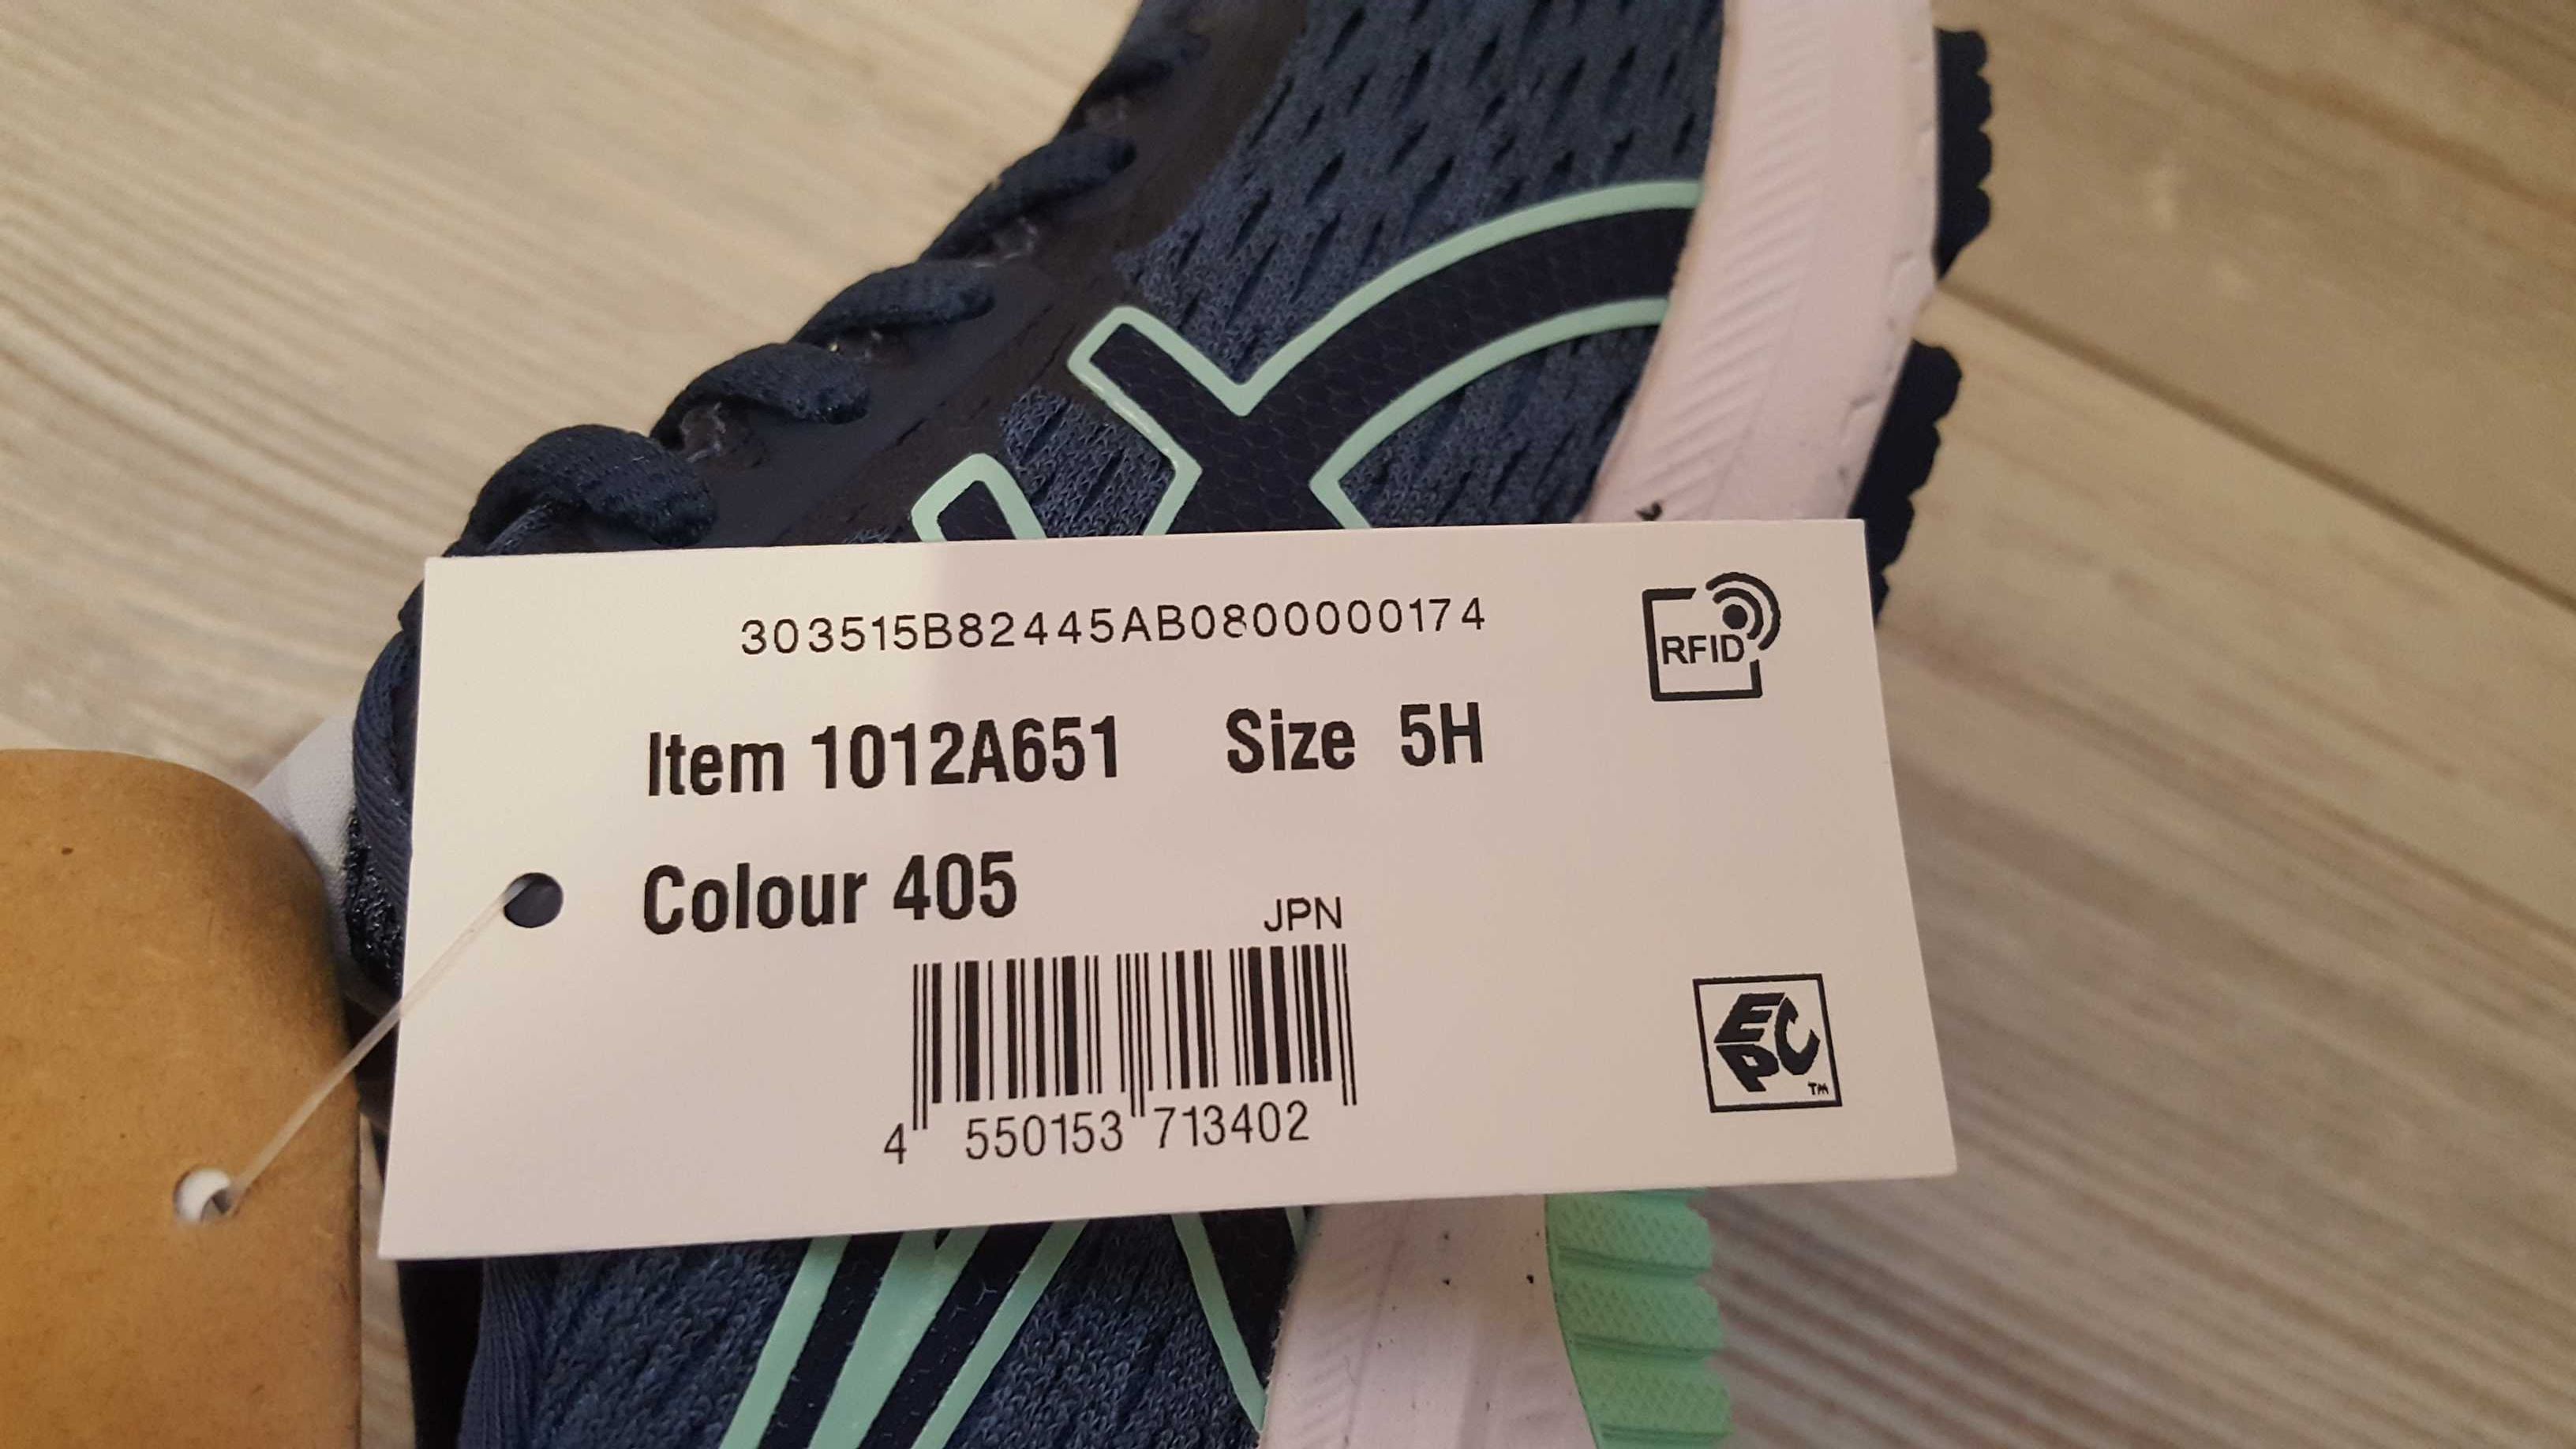 303515B82445AB0800000174
RFID
Item 1012A651 Size 5H
Colour 405
JPN
4 550153 713402
EPC TM